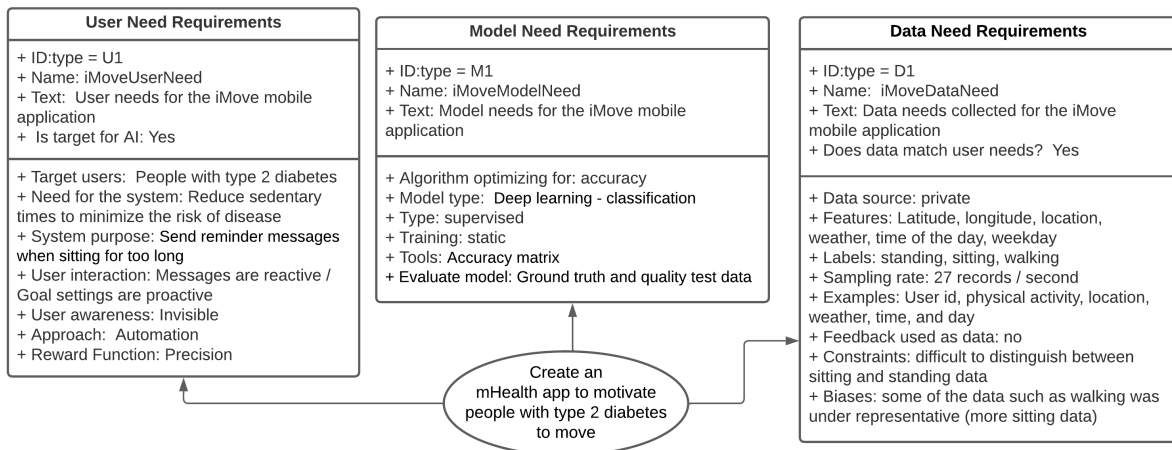 User Need Requirements
+ ID:type = U1
+ Name: iMoveUserNeed
+ Text: User needs for the iMove mobile
application
+ Is target for AI: Yes
+ Target users: People with type 2 diabetes
+ Need for the system: Reduce sedentary
times to minimize the risk of disease
+ System purpose: Send reminder messages
when sitting for too long
+ User interaction: Messages are reactive /
Goal settings are proactive
+ User awareness: Invisible
+ Approach: Automation
+ Reward Function: Precision
Model Need Requirements
+ ID:type = M1
+ Name: iMoveModelNeed
+ Text: Model needs for the iMove mobile
application
+ Algorithm optimizing for: accuracy
+ Model type: Deep learning - classification
+ Type: supervised
+ Training: static
+ Tools: Accuracy matrix
+ Evaluate model: Ground truth and quality test data
Data Need Requirements
+ ID:type = D1
+ Name: iMoveDataNeed
+ Text: Data needs collected for the iMove
mobile application
+ Does data match user needs? Yes
+ Data source: private
+ Features: Latitude, longitude, location,
weather, time of the day, weekday
+ Labels: standing, sitting, walking
+ Sampling rate: 27 records / second
+ Examples: User id, physical activity, location,
weather, time, and day
+ Feedback used as data: no
+ Constraints: difficult to distinguish between
sitting and standing data
+ Biases: some of the data such as walking was
under representative (more sitting data)
Create an
mHealth app to motivate
people with type 2 diabetes
to move